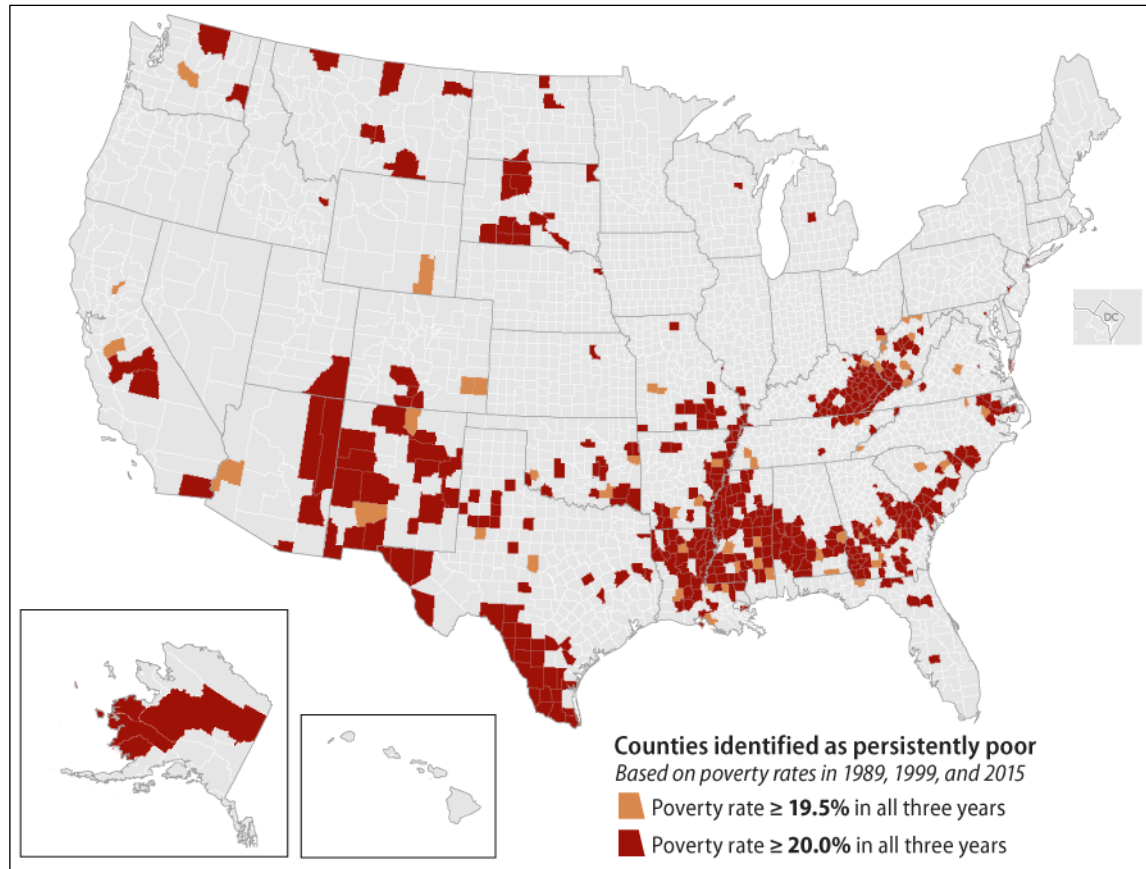 DC
Counties identified as persistently poor
Based on poverty rates in 1989, 1999, and 2015
Poverty rate ≥ 19.5% in all three years
Poverty rate ≥ 20.0% in all three years